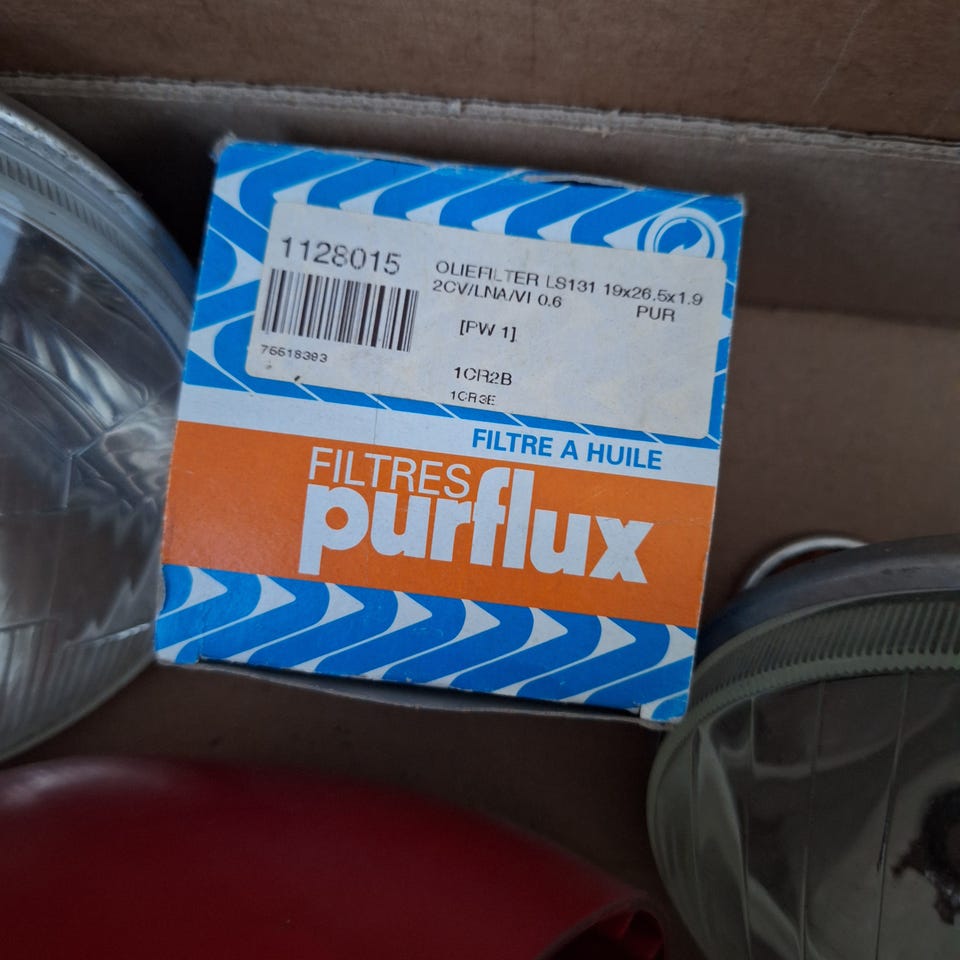 1128015
OLIEFILTER LS131 19x26.5x1.9
2CV/LNA/VI 0.6
PUR
[PW 1]
75518393
1CR2B
1CR3E
FILTRE A HUILE
FILTRES
purflux